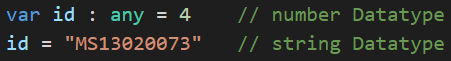 var id : any = 4    // number Datatype
id = "MS13020073"   // string Datatype